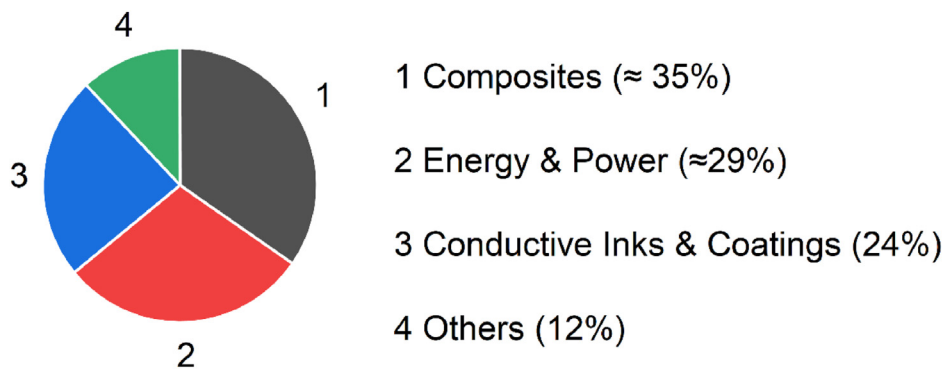 4
1
3
2
1 Composites (≈ 35%)
2 Energy & Power (≈29%)
3 Conductive Inks & Coatings (24%)
4 Others (12%)